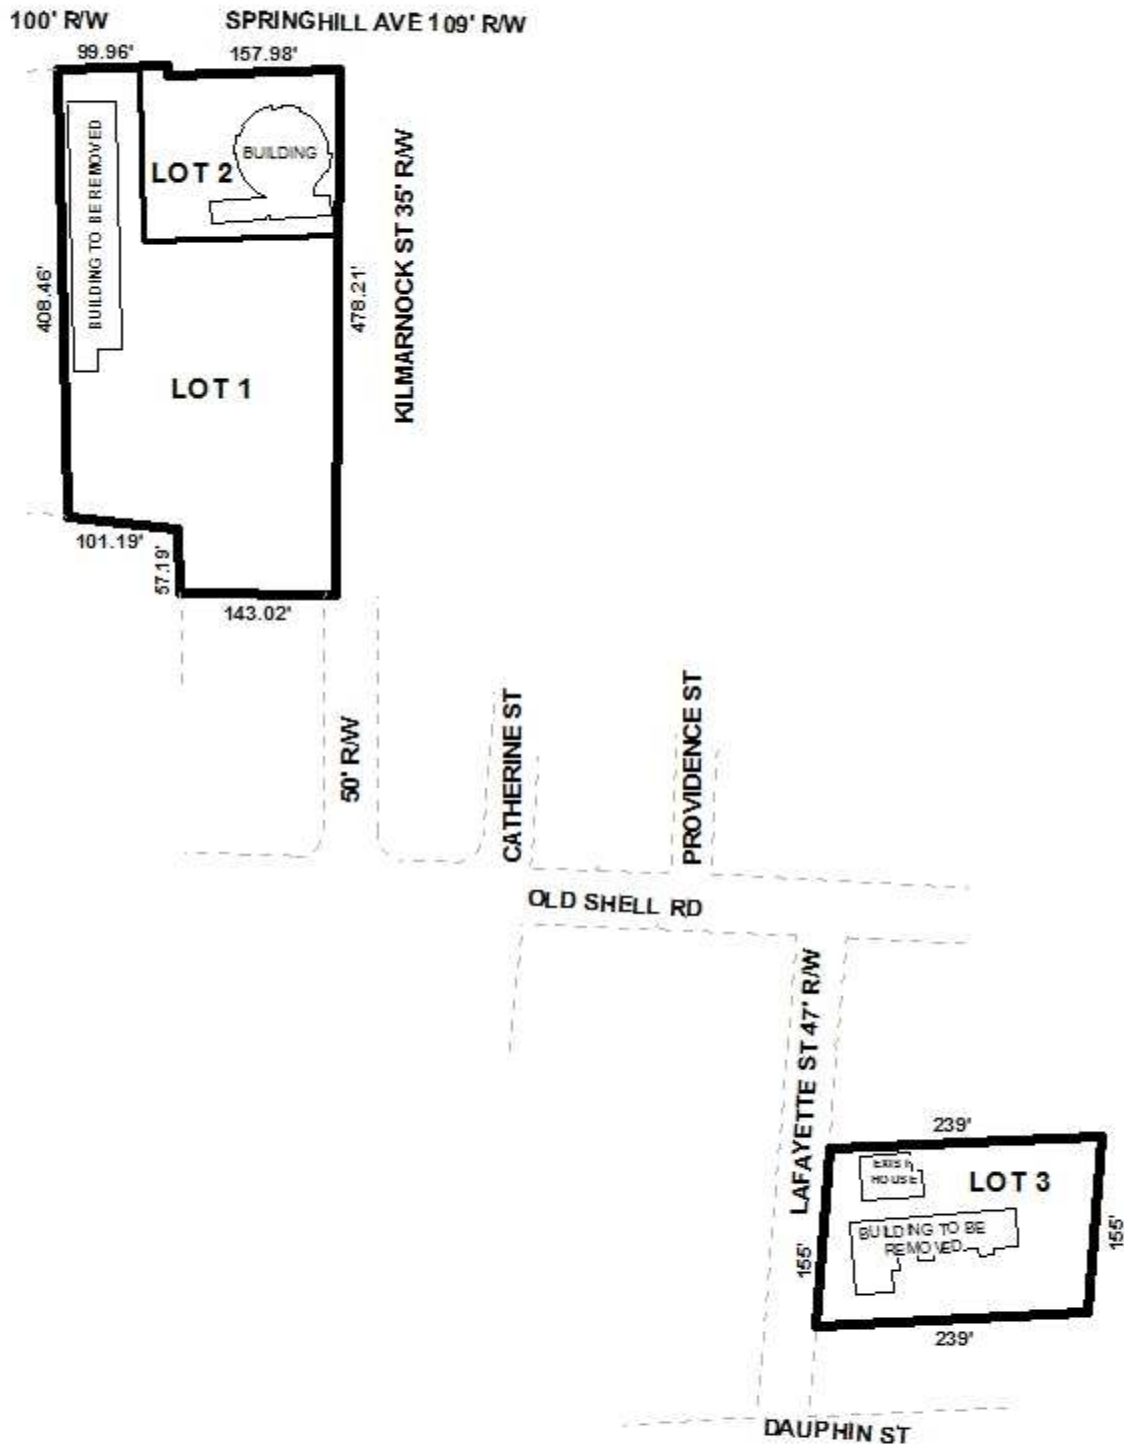 100' R/W
SPRINGHILL AVE 109' R/W
99.96'
157.98'
BUILDING TO BE REMOVED
LOT 2
BUILDING
KILMARNOCK ST 35' R/W
408.46'
478.21'
LOT 1
101.19'
57.19'
143.02'
50' R/W
CATHERINE ST
PROVIDENCE ST
OLD SHELL RD
LAFAYETTE ST 47' R/W
239'
EXIST
HOUSE
LOT 3
BUILDING TO BE
REMOVED
155'
155'
239'
DAUPHIN ST